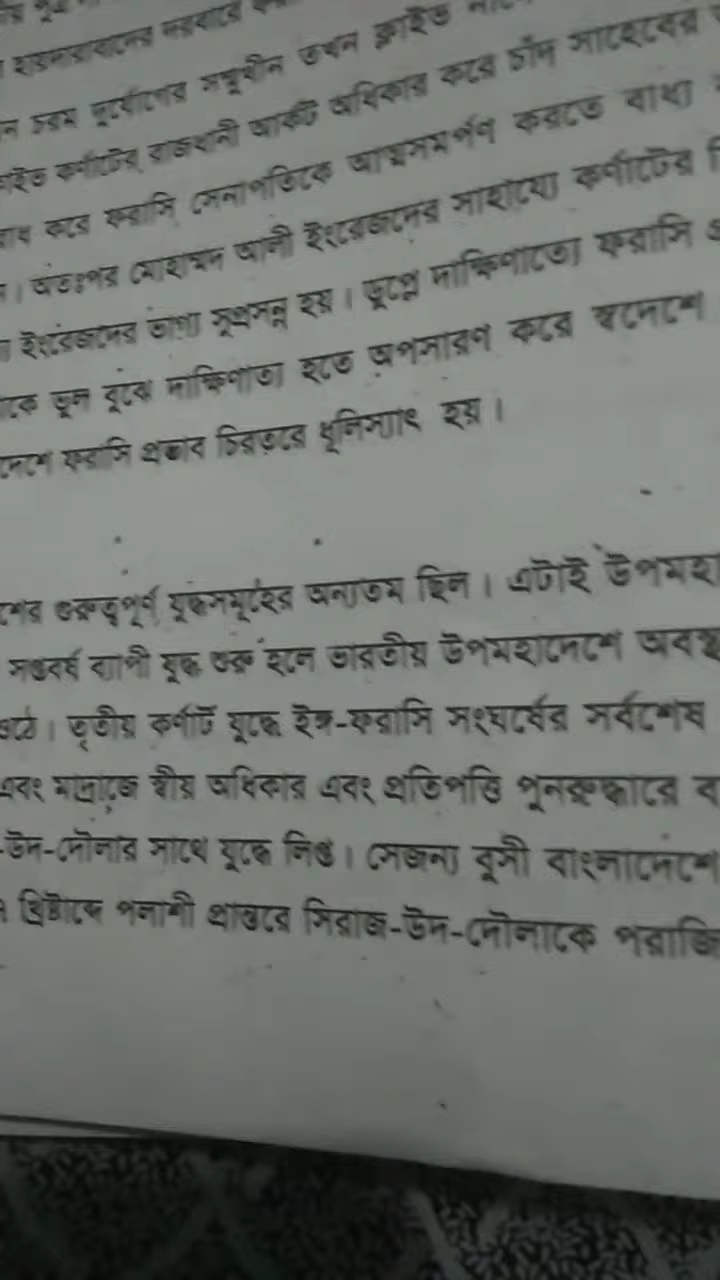 হায়দারাবাদের দরবারে
চরম দুর্যোগের সম্মুখীন তখন ক্লাইভ
কর্ণাটের রাজধানী আর্কট অধিকার করে চাঁদ সাহেবের
করে ফরাসি সেনাপতিকে আত্মসমর্পণ করতে বাধ্য
। অতঃপর মোহাম্মদ আলী ইংরেজদের সাহায্যে কর্ণাটের
ইংরেজদের ভাগ্য সুপ্রসন্ন হয়। ডুপ্লে দাক্ষিণাত্যে ফরাসি
কে ভুল বুঝে দাক্ষিণাত্য হতে অপসারণ করে স্বদেশে
দেশে ফরাসি প্রভাব চিরতরে ধূলিস্যাৎ হয়।
শের গুরুত্বপূর্ণ যুদ্ধসমূহের অন্যতম ছিল। এটাই উপমহা
সপ্তবর্ষ ব্যাপী যুদ্ধ শুরু হলে ভারতীয় উপমহাদেশে অবস্থ
ওঠে। তৃতীয় কর্ণাট যুদ্ধে ইঙ্গ-ফরাসি সংঘর্ষের সর্বশেষ
এবং মাদ্রাজে স্বীয় অধিকার এবং প্রতিপত্তি পুনরুদ্ধারে ব
-উদ-দৌলার সাথে যুদ্ধে লিপ্ত। সেজন্য বুসী বাংলাদেশে
খ্রিষ্টাব্দে পলাশী প্রান্তরে সিরাজ-উদ-দৌলাকে পরাজি